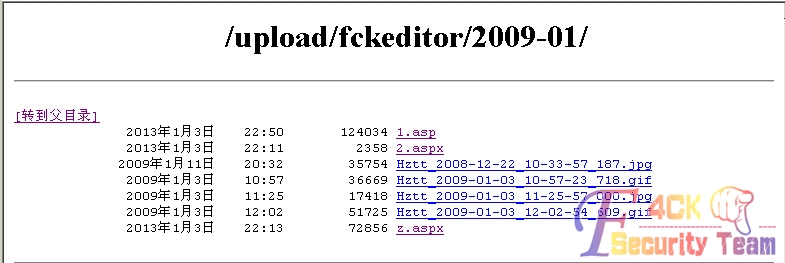 /upload/fckeditor/2009-01/
[转到父目录]
2013年1月3日 22:50 124034 1.asp
2013年1月3日 22:11 2358 2.aspx
2009年1月11日 20:32 35754 Hztt_2008-12-22_10-33-57_187.jpg
2009年1月3日 10:57 36669 Hztt_2009-01-03_10-57-23_718.gif
2009年1月3日 11:25 17418 Hztt_2009-01-03_11-25-57_000.jpg
2009年1月3日 12:02 51725 Hztt_2009-01-03_12-02-54_609.gif
2013年1月3日 22:13 72856 z.aspx
F4CK
Security Team